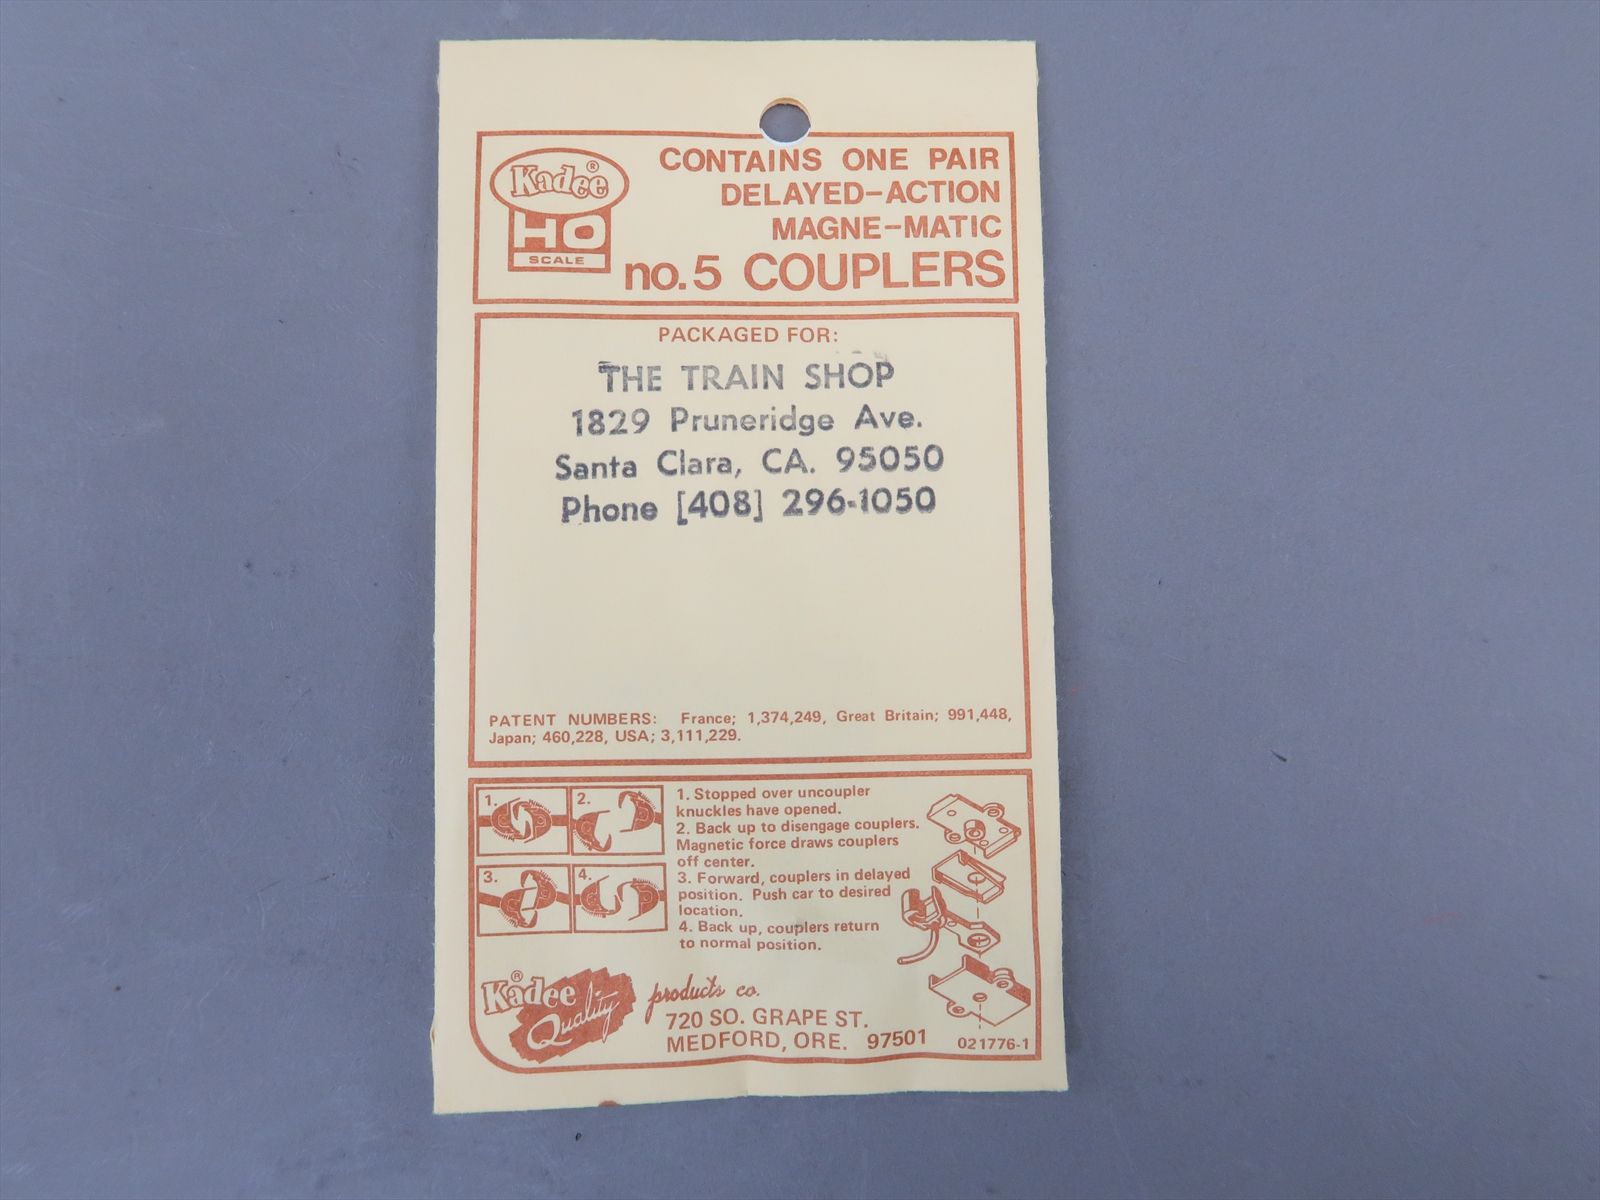 Kadee®
HO
SCALE
CONTAINS ONE PAIR
DELAYED-ACTION
MAGNE-MATIC
no.5 COUPLERS
PACKAGED FOR:
THE TRAIN SHOP
1829 Pruneridge Ave.
Santa Clara, CA. 95050
Phone [408] 296-1050
PATENT NUMBERS: France; 1,374,249, Great Britain; 991,448,
Japan; 460,228, USA; 3,111,229.
1.
2.
3.
4.
1. Stopped over uncoupler
knuckles have opened.
2. Back up to disengage couplers.
Magnetic force draws couplers
off center.
3. Forward, couplers in delayed
position. Push car to desired
location.
4. Back up, couplers return
to normal position.
Kadee®
Quality
products co.
720 SO. GRAPE ST.
MEDFORD, ORE. 97501
021776-1